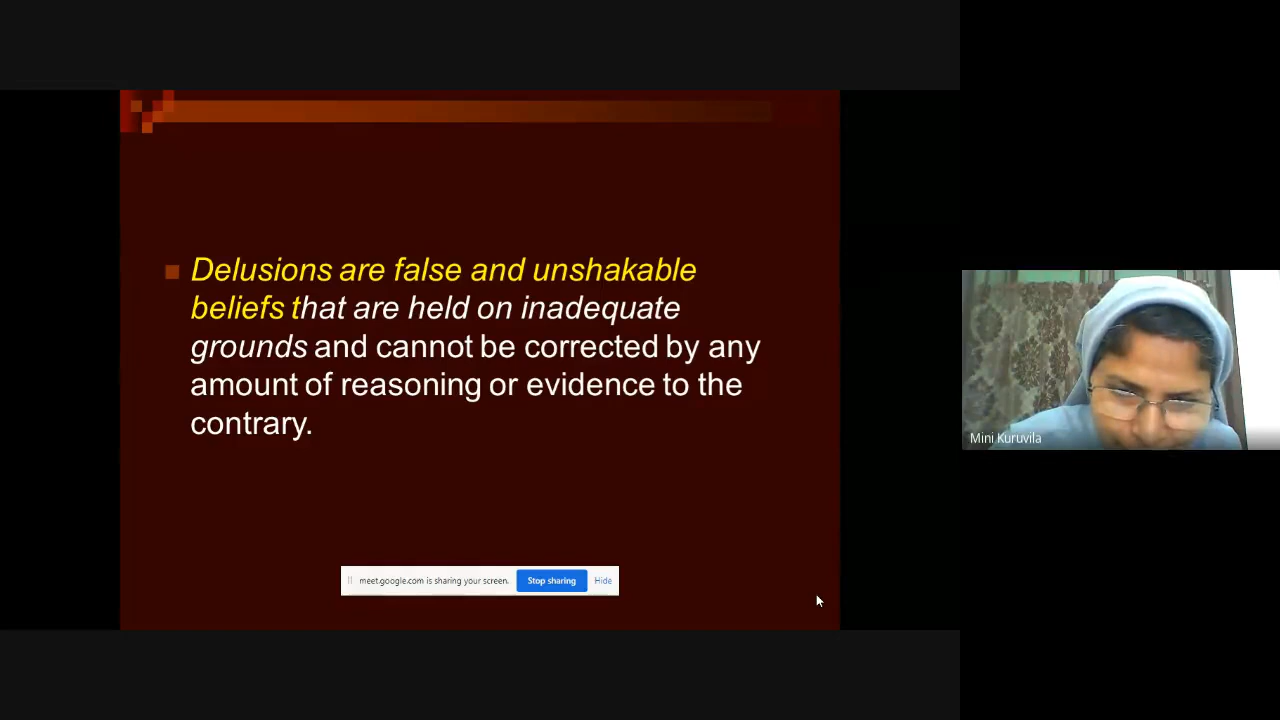 Delusions are false and unshakable
beliefs that are held on inadequate
grounds and cannot be corrected by any
amount of reasoning or evidence to the
contrary.
Mini Kuruvila
meet.google.com is sharing your screen. Stop sharing Hide